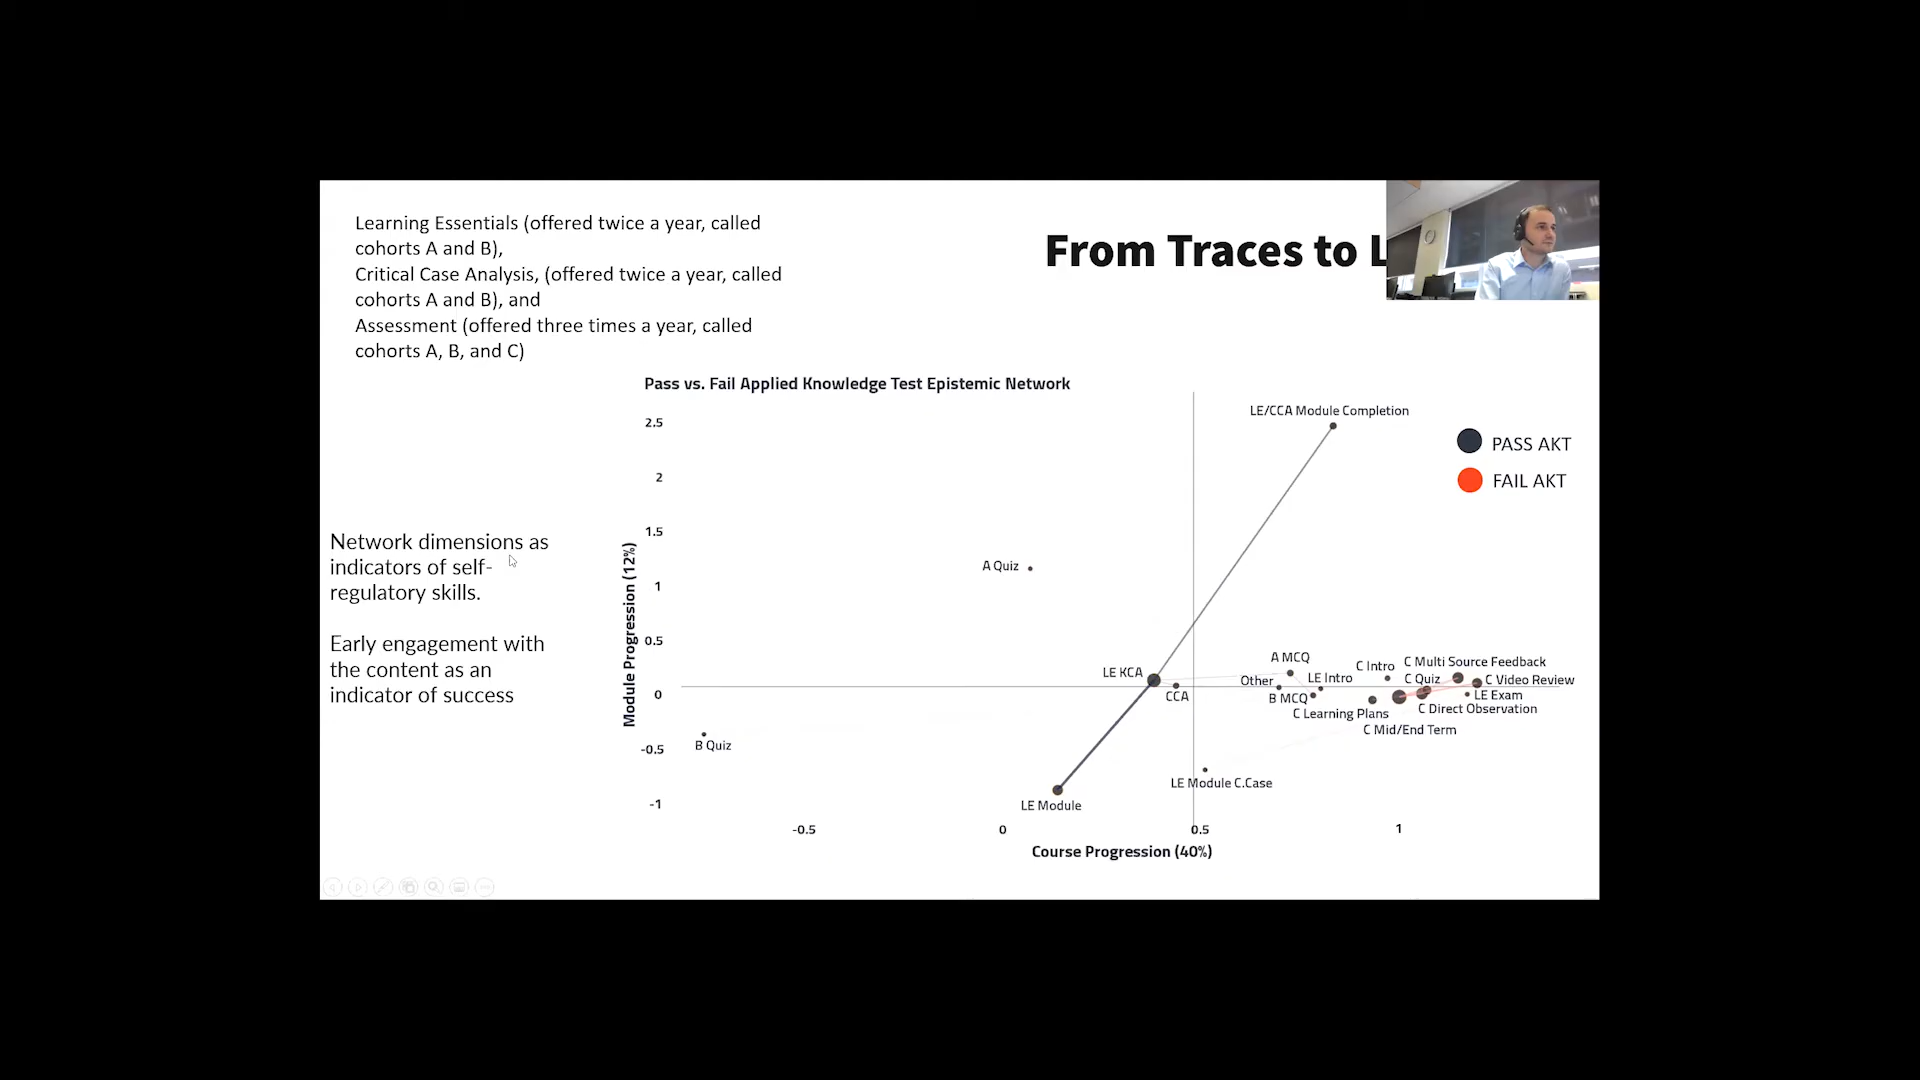 Learning Essentials (offered twice a year, called
cohorts A and B),
Critical Case Analysis, (offered twice a year, called
cohorts A and B), and
Assessment (offered three times a year, called
cohorts A, B, and C)
From Traces to
Network dimensions as
indicators of self-
regulatory skills.
Early engagement with
the content as an
indicator of success
Pass vs. Fail Applied Knowledge Test Epistemic Network
PASS AKT
FAIL AKT
Module Progression (12%)
2.5
2
1.5
1
0.5
0
-0.5
-1
LE/CCA Module Completion
A Quiz
LE KCA
CCA
A MCQ
Other
LE Intro
B MCQ
C Intro
C Multi Source Feedback
C Quiz
C Video Review
LE Exam
C Learning Plans
C Direct Observation
C Mid/End Term
B Quiz
LE Module C.Case
LE Module
-0.5
0
0.5
1
Course Progression (40%)